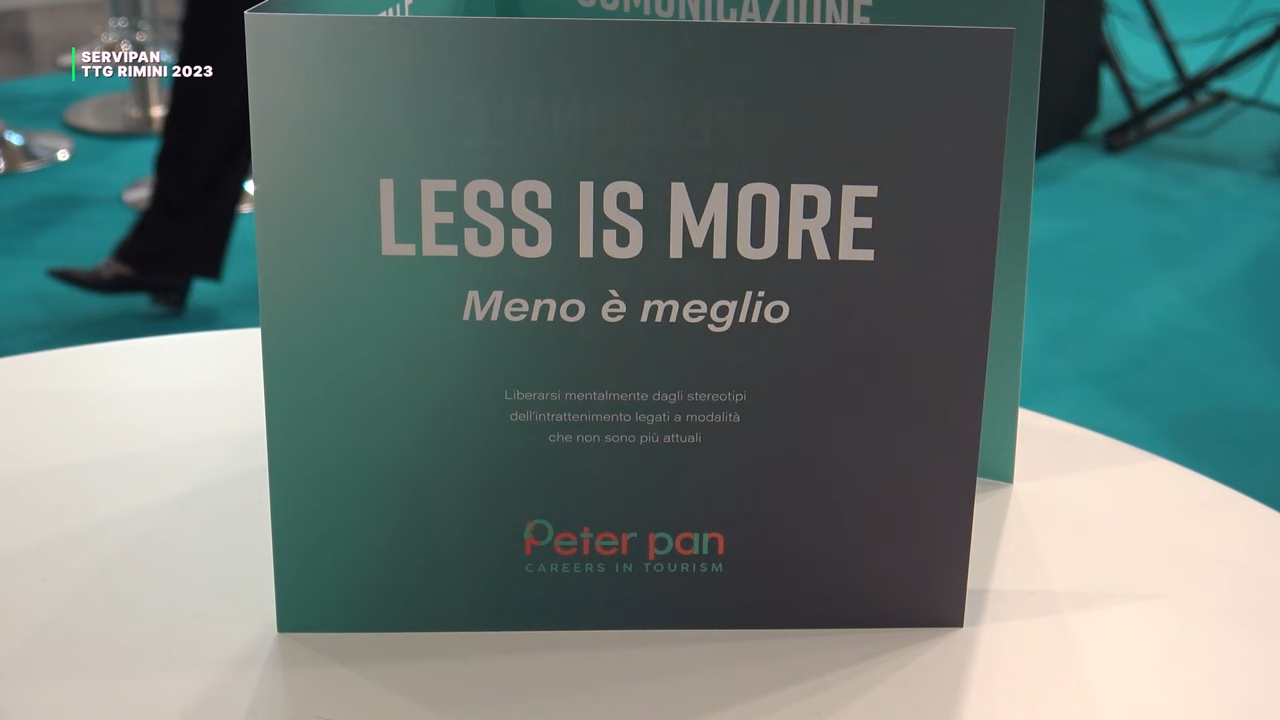 SERVIPAN
TTG RIMINI 2023
COMUNICAZIONE
LESS IS MORE
Meno è meglio
Liberarsi mentalmente dagli stereotipi
dell'intrattenimento legati a modalità
che non sono più attuali
Peter pan
CAREERS IN TOURISM